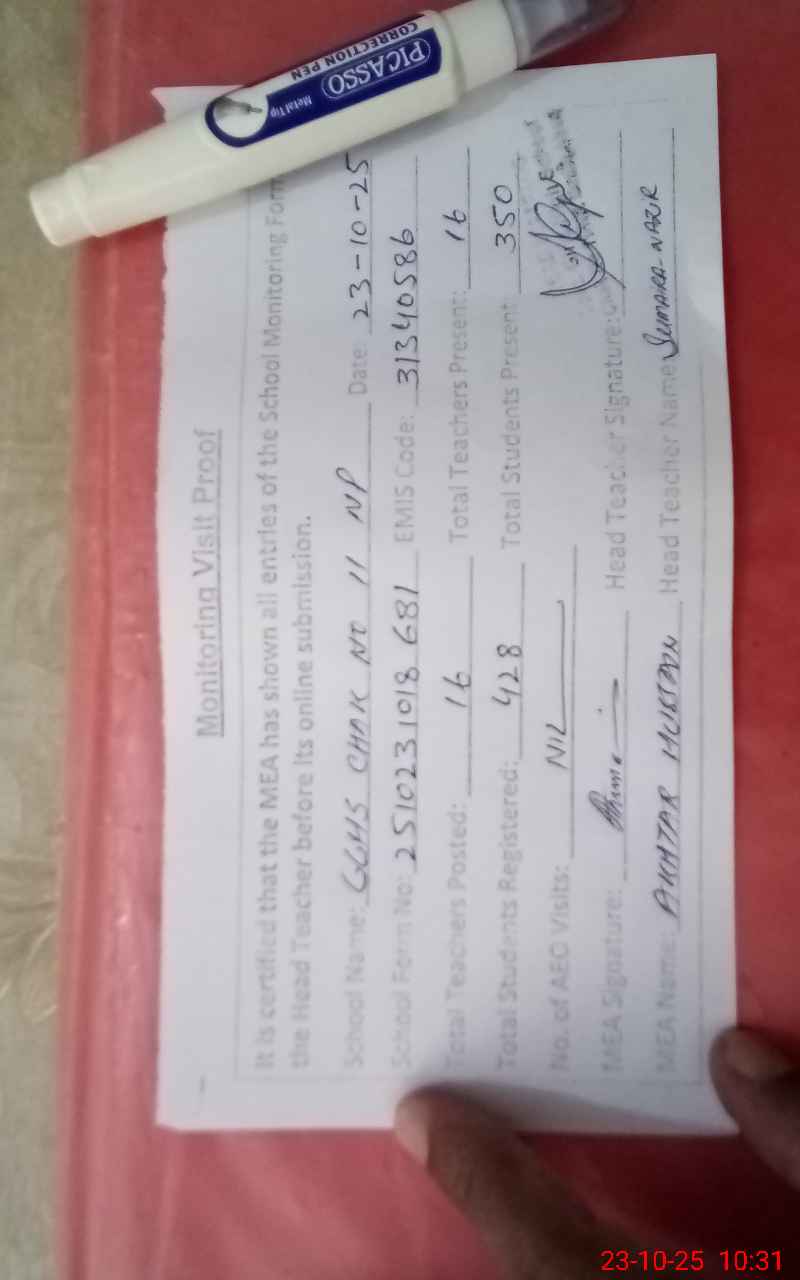 PICASSO
CORRECTION PEN
Metal Tip
Monitoring Visit Proof
It is certified that the MEA has shown all entries of the School Monitoring Form
the Head Teacher before its online submission.
School Name: GGHS CHAK NO 11 NP Date: 23-10-25
School Form No: 251023 1018 681 EMIS Code: 31340586
Total Teachers Posted: 16 Total Teachers Present: 16
Total Students Registered: 428 Total Students Present 350
No. of AEO Visits: NIL
MEA Signature: Head Teacher Signature:
MEA Name: AKHTAR Head Teacher Name: SUMAIRA-NAZIR
23-10-25 10:31